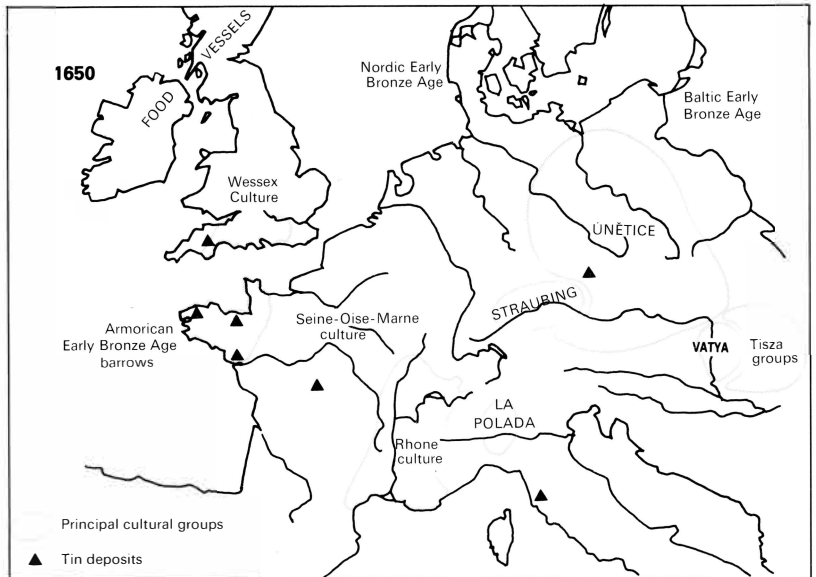 1650
FOOD VESSELS
Nordic Early
Bronze Age
Baltic Early
Bronze Age
Wessex
Culture
ÚNĚTICE
STRAUBING
Armorican
Early Bronze Age
barrows
Seine-Oise-Marne
culture
VATYA
Tisza
groups
LA
POLADA
Rhone
culture
Principal cultural groups
Tin deposits